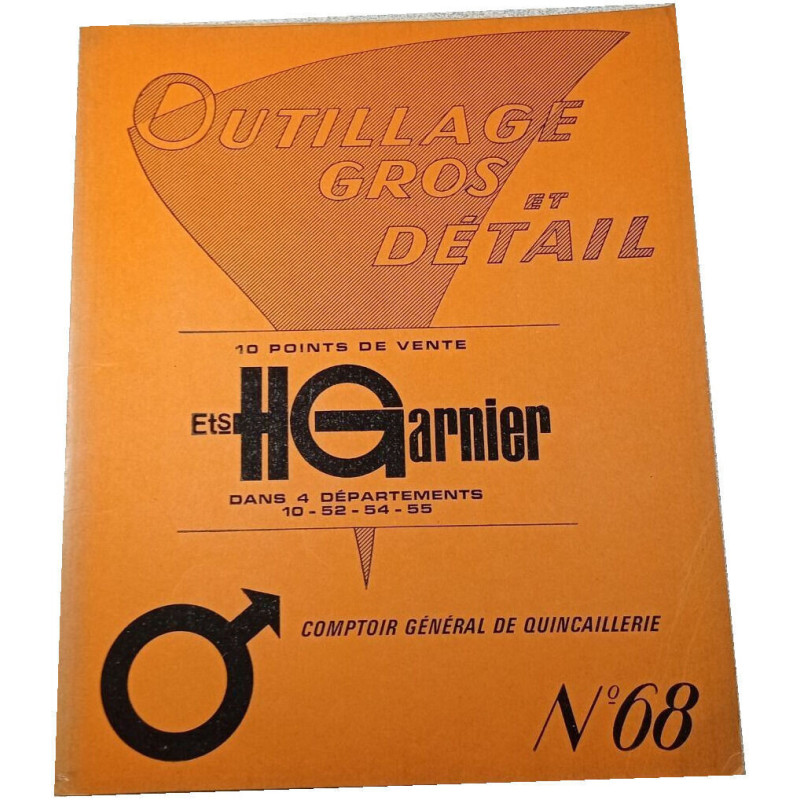 OUTILLAGE
GROS
ET
DÉTAIL
10 POINTS DE VENTE
Ets HGarnier
DANS 4 DÉPARTEMENTS
10-52-54-55
COMPTOIR GÉNÉRAL DE QUINCAILLERIE
Nº68